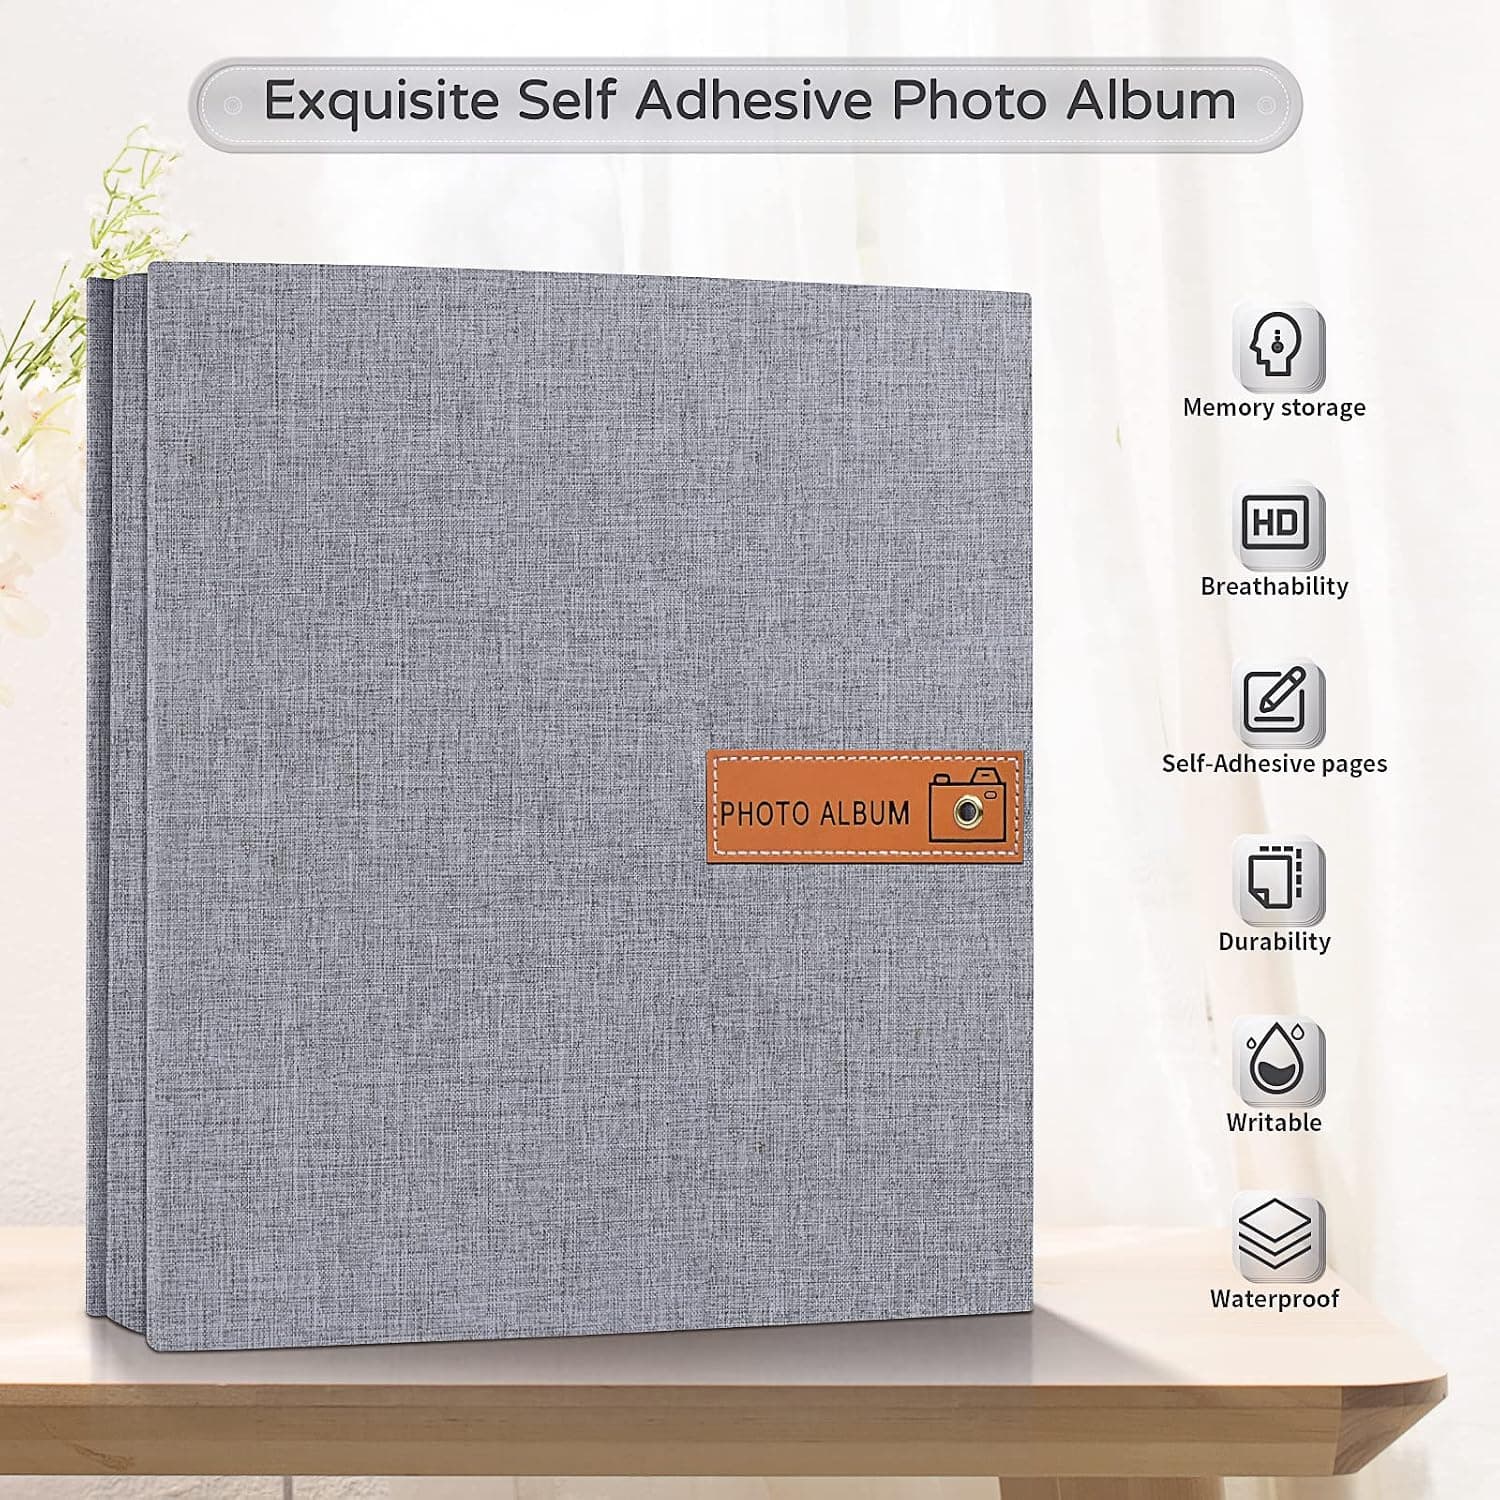 Exquisite Self Adhesive Photo Album
PHOTO ALBUM
Memory storage
HD
Breathability
Self-Adhesive pages
Durability
Writable
Waterproof